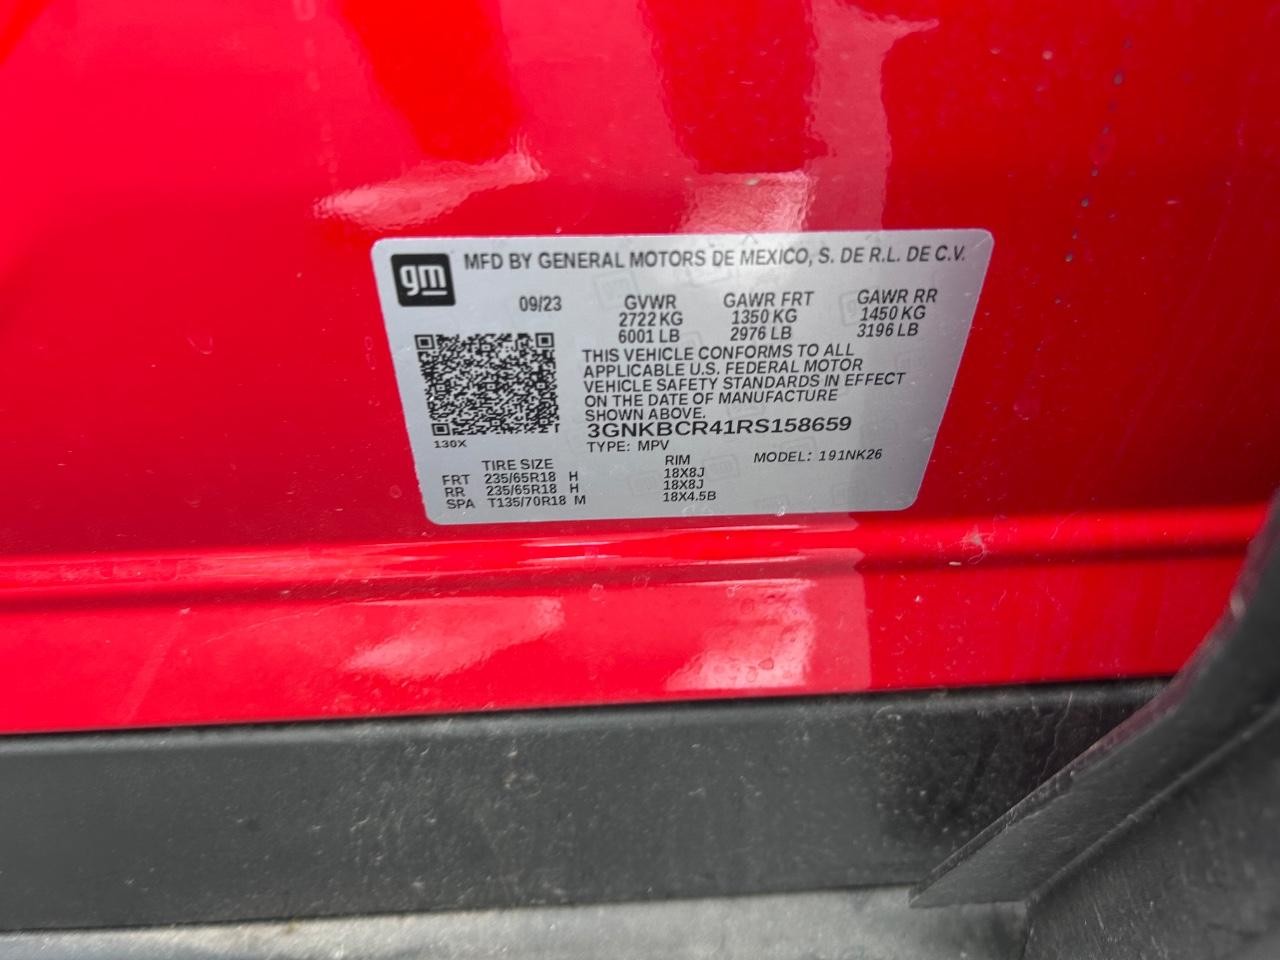 gm MFD BY GENERAL MOTORS DE MEXICO, S. DE R.L. DE C.V.
09/23 GVWR GAWR FRT GAWR RR
2722 KG 1350 KG 1450 KG
6001 LB 2976 LB 3196 LB
THIS VEHICLE CONFORMS TO ALL
APPLICABLE U.S. FEDERAL MOTOR
VEHICLE SAFETY STANDARDS IN EFFECT
ON THE DATE OF MANUFACTURE
SHOWN ABOVE.
3GNKBCR41RS158659
130X
TYPE: MPV MODEL: 191NK26
TIRE SIZE RIM
FRT 235/65R18 H 18X8J
RR 235/65R18 H 18X8J
SPA T135/70R18 M 18X4.5B